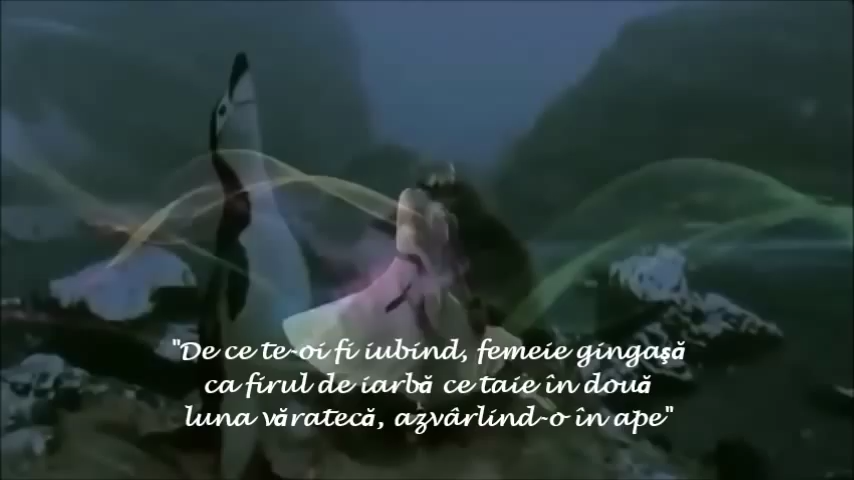 "De ce te-oi fi iubind, femeie gingaşă
ca firul de iarbă ce taie în două
luna văratecă, azvârlind-o în ape"